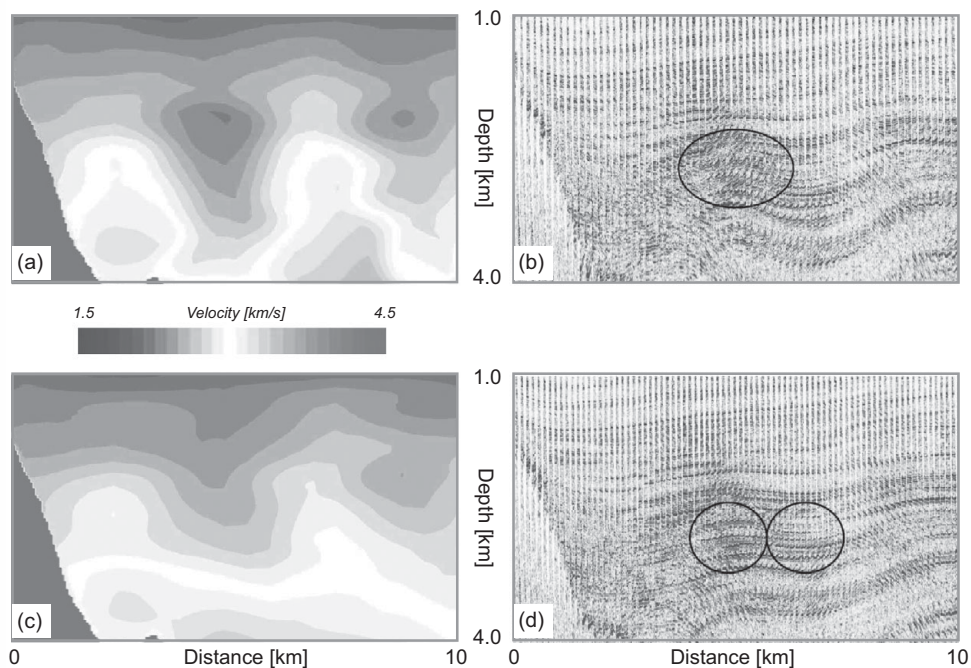 1.0
Depth [km]
(a)
(b)
4.0
1.5 Velocity [km/s] 4.5
1.0
Depth [km]
(c)
(d)
4.0
0 Distance [km] 10
0 Distance [km] 10